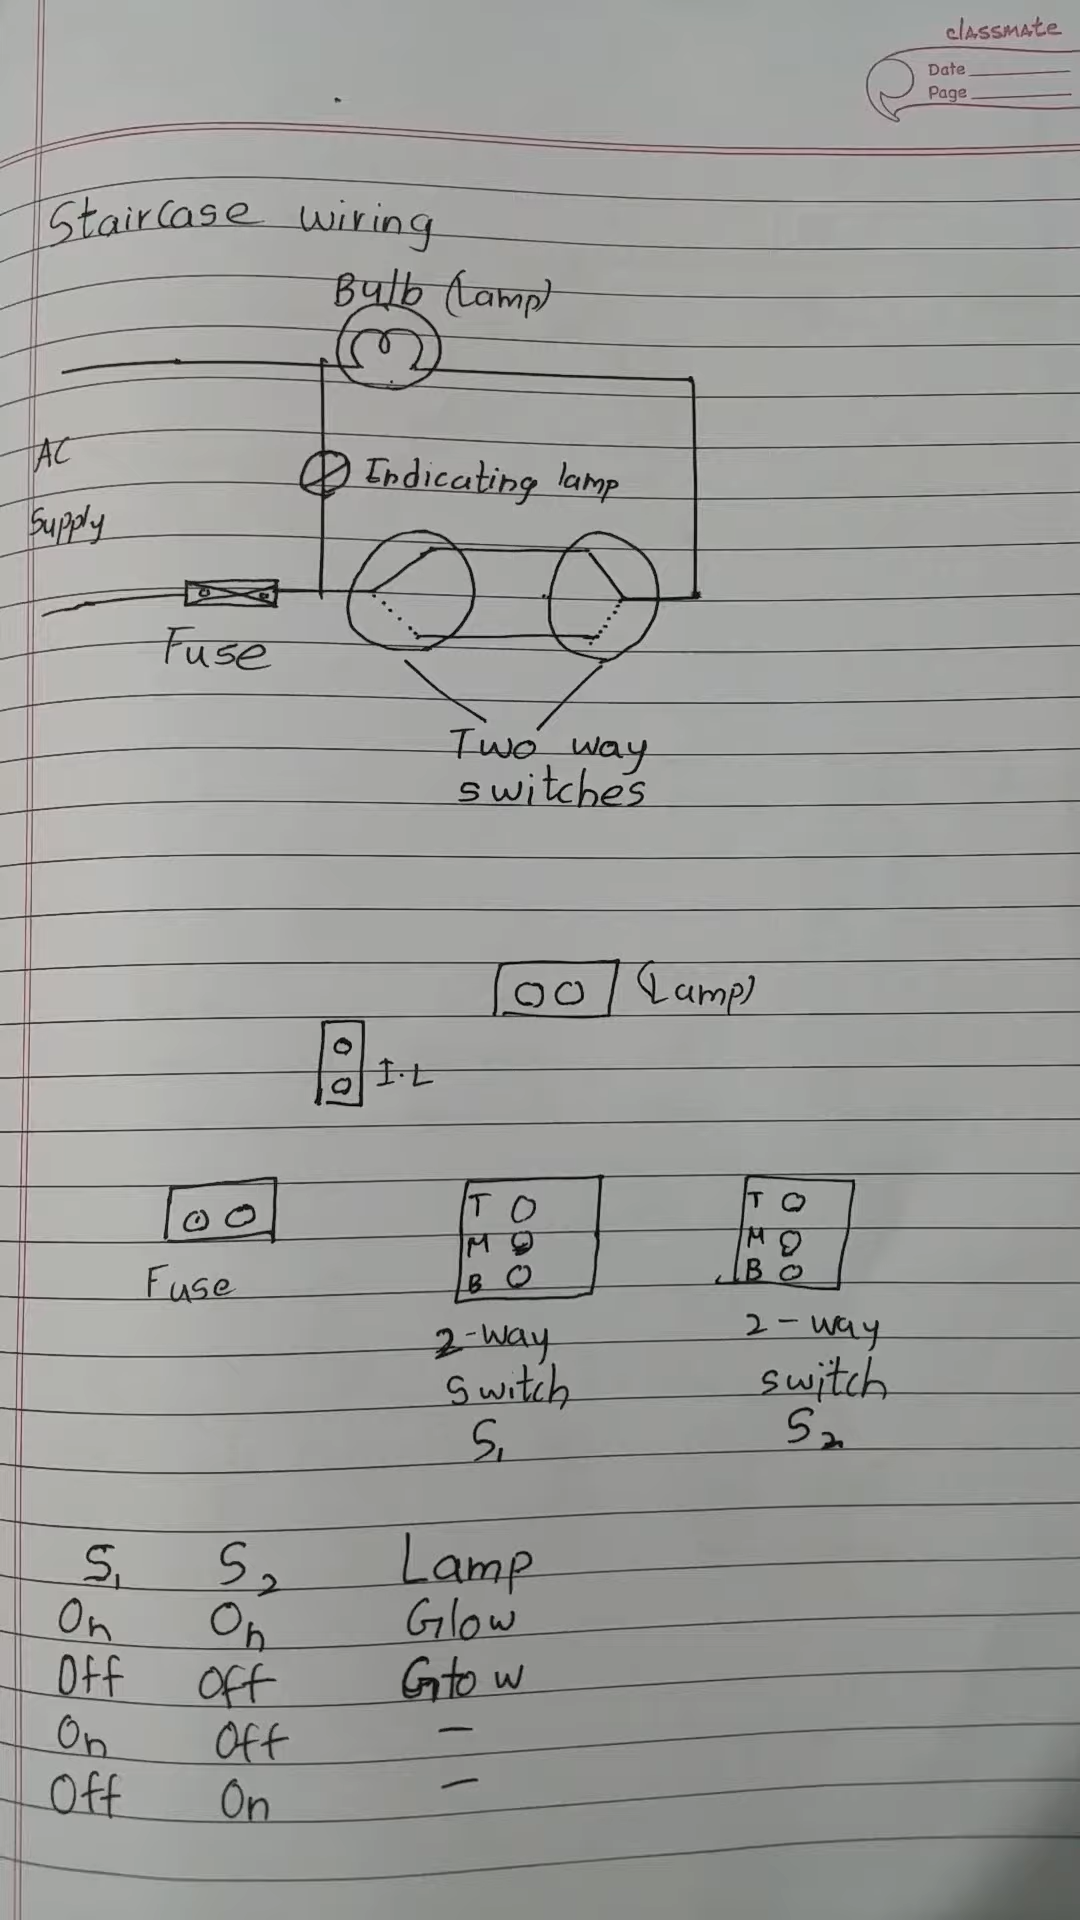 classmate
Date
Page
Staircase wiring
Bulb (Lamp)
AC
Supply
Indicating lamp
Fuse
Two way
switches
(Lamp)
I.L
T
M
B
T
M
B
Fuse
2-way
switch
S1
2-way
switch
S2
S1 S2 Lamp
On On Glow
Off Off Glow
On Off –
Off On –